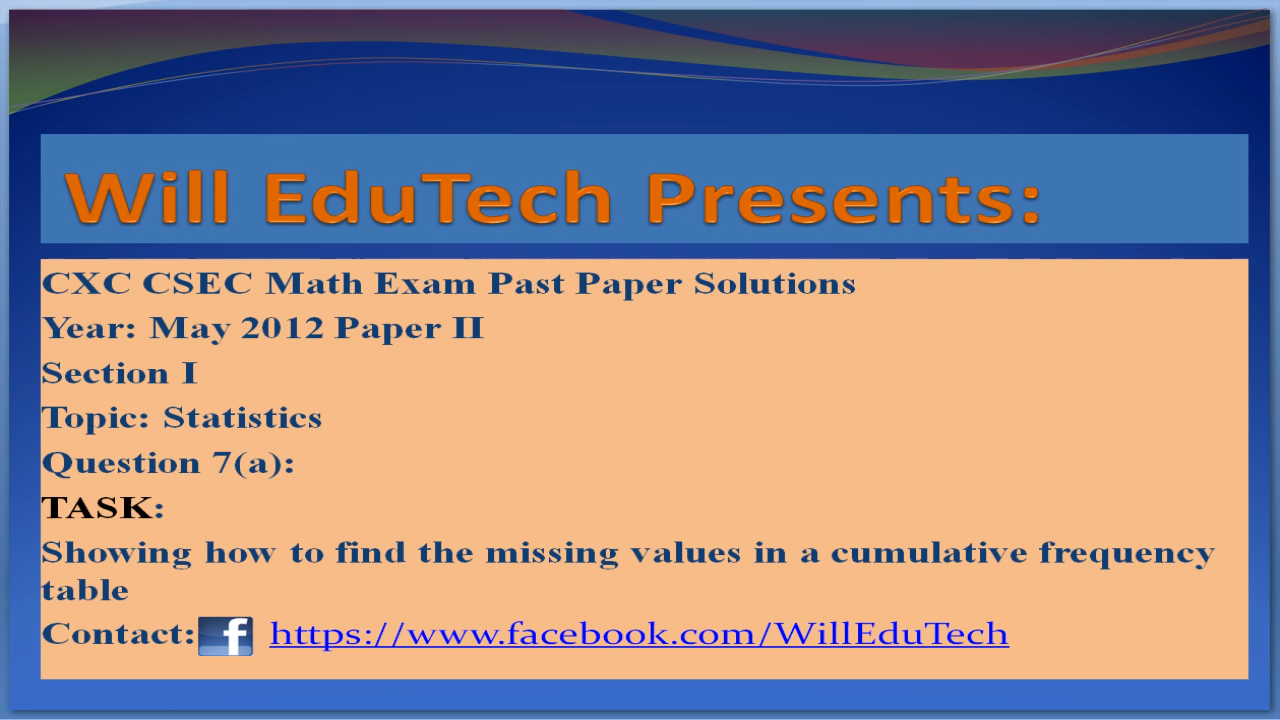 Will EduTech Presents:
CXC CSEC Math Exam Past Paper Solutions
Year: May 2012 Paper II
Section I
Topic: Statistics
Question 7(a):
TASK:
Showing how to find the missing values in a cumulative frequency
table
Contact: f https://www.facebook.com/WillEduTech